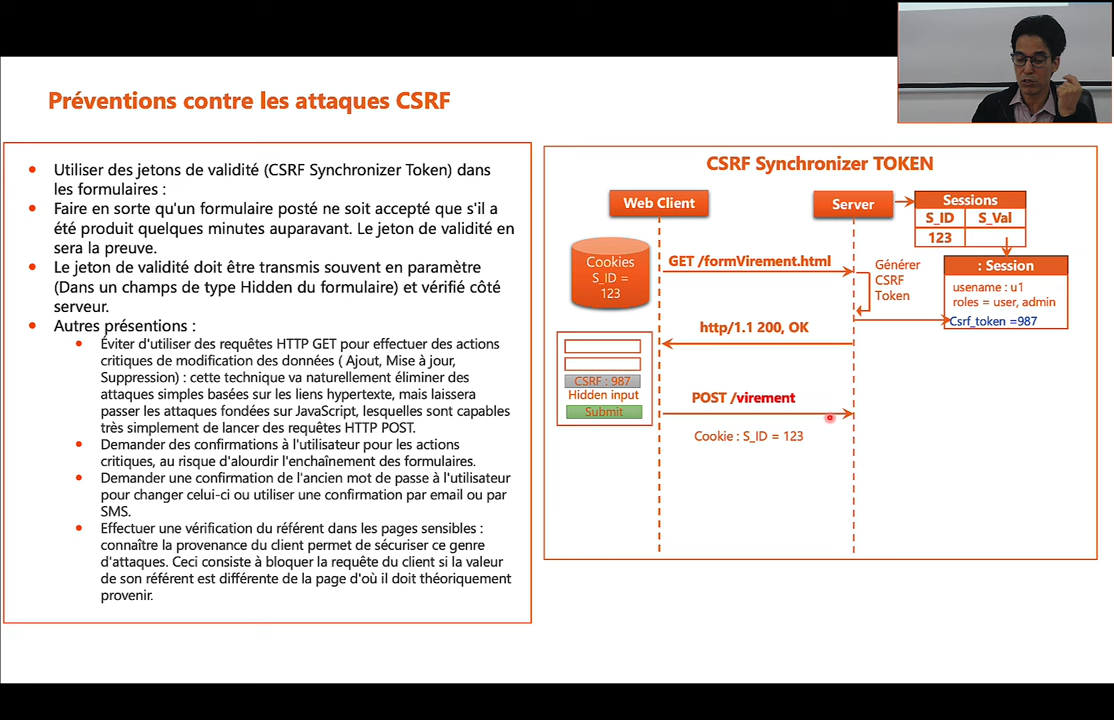 Préventions contre les attaques CSRF
Utiliser des jetons de validité (CSRF Synchronizer Token) dans
les formulaires :
Faire en sorte qu'un formulaire posté ne soit accepté que s'il a
été produit quelques minutes auparavant. Le jeton de validité en
sera la preuve.
Le jeton de validité doit être transmis souvent en paramètre
(Dans un champs de type Hidden du formulaire) et vérifié côté
serveur.
Autres présentions :
Éviter d'utiliser des requêtes HTTP GET pour effectuer des actions
critiques de modification des données ( Ajout, Mise à jour,
Suppression) : cette technique va naturellement éliminer des
attaques simples basées sur les liens hypertexte, mais laissera
passer les attaques fondées sur JavaScript, lesquelles sont capables
très simplement de lancer des requêtes HTTP POST.
Demander des confirmations à l'utilisateur pour les actions
critiques, au risque d'alourdir l'enchaînement des formulaires.
Demander une confirmation de l'ancien mot de passe à l'utilisateur
pour changer celui-ci ou utiliser une confirmation par email ou par
SMS.
Effectuer une vérification du référent dans les pages sensibles :
connaître la provenance du client permet de sécuriser ce genre
d'attaques. Ceci consiste à bloquer la requête du client si la valeur
de son référent est différente de la page d'où il doit théoriquement
provenir.
CSRF Synchronizer TOKEN
Web Client
Server
Sessions
S_ID S_Val
123
Cookies
S_ID =
123
GET /formVirement.html
Générer
CSRF
Token
: Session
usename : u1
roles = user, admin
Csrf_token =987
http/1.1 200, OK
CSRF : 987
Hidden input
Submit
POST /virement
Cookie : S_ID = 123